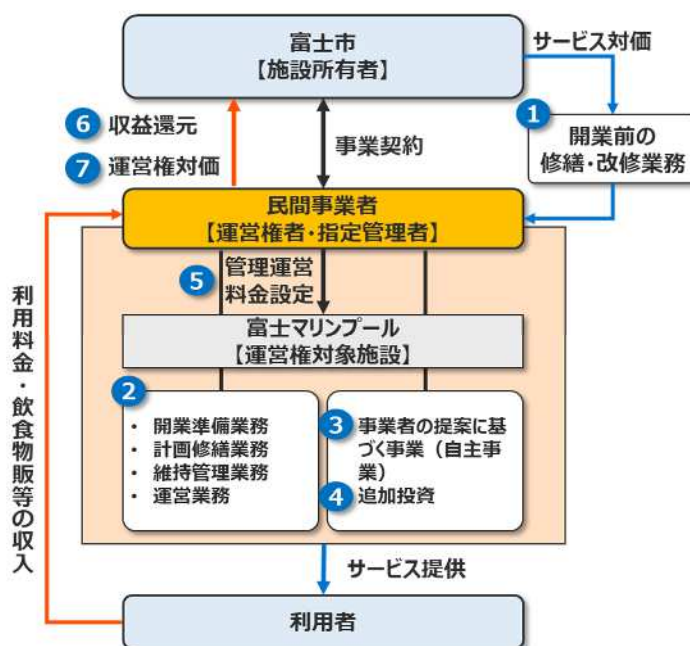 富士市
【施設所有者】
サービス対価
1
開業前の
修繕・改修業務
6 収益還元
7 運営権対価
事業契約
民間事業者
【運営権者・指定管理者】
5 管理運営
料金設定
富士マリンプール
【運営権対象施設】
2
・ 開業準備業務
・ 計画修繕業務
・ 維持管理業務
・ 運営業務
3 事業者の提案に基
づく事業（自主事
業）
4 追加投資
利用料金・飲食物販等の収入
サービス提供
利用者